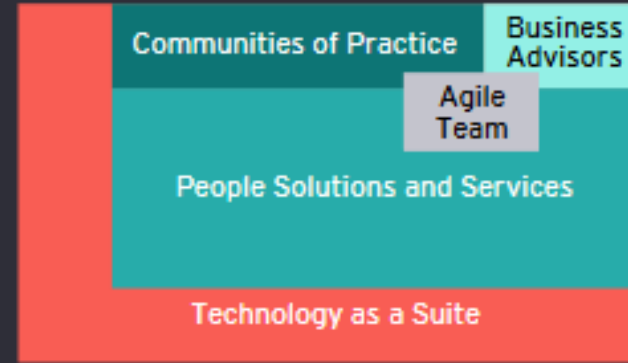 Communities of Practice
Business
Advisors
Agile
Team
People Solutions and Services
Technology as a Suite